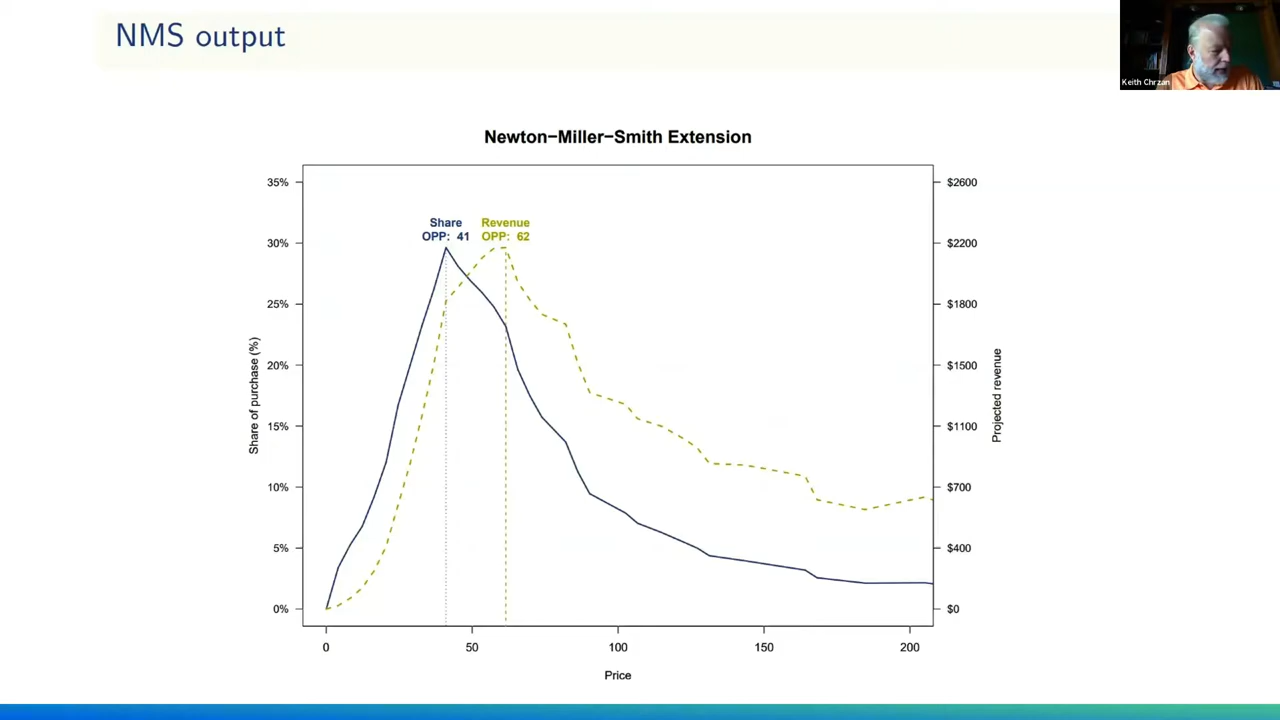 NMS output
Keith Chrzan
Newton−Miller−Smith Extension
35%
30%
25%
20%
15%
10%
5%
0%
Share of purchase (%)
Share
OPP: 41
Revenue
OPP: 62
$2600
$2200
$1800
$1500
$1100
$700
$400
$0
Projected revenue
0
50
100
150
200
Price